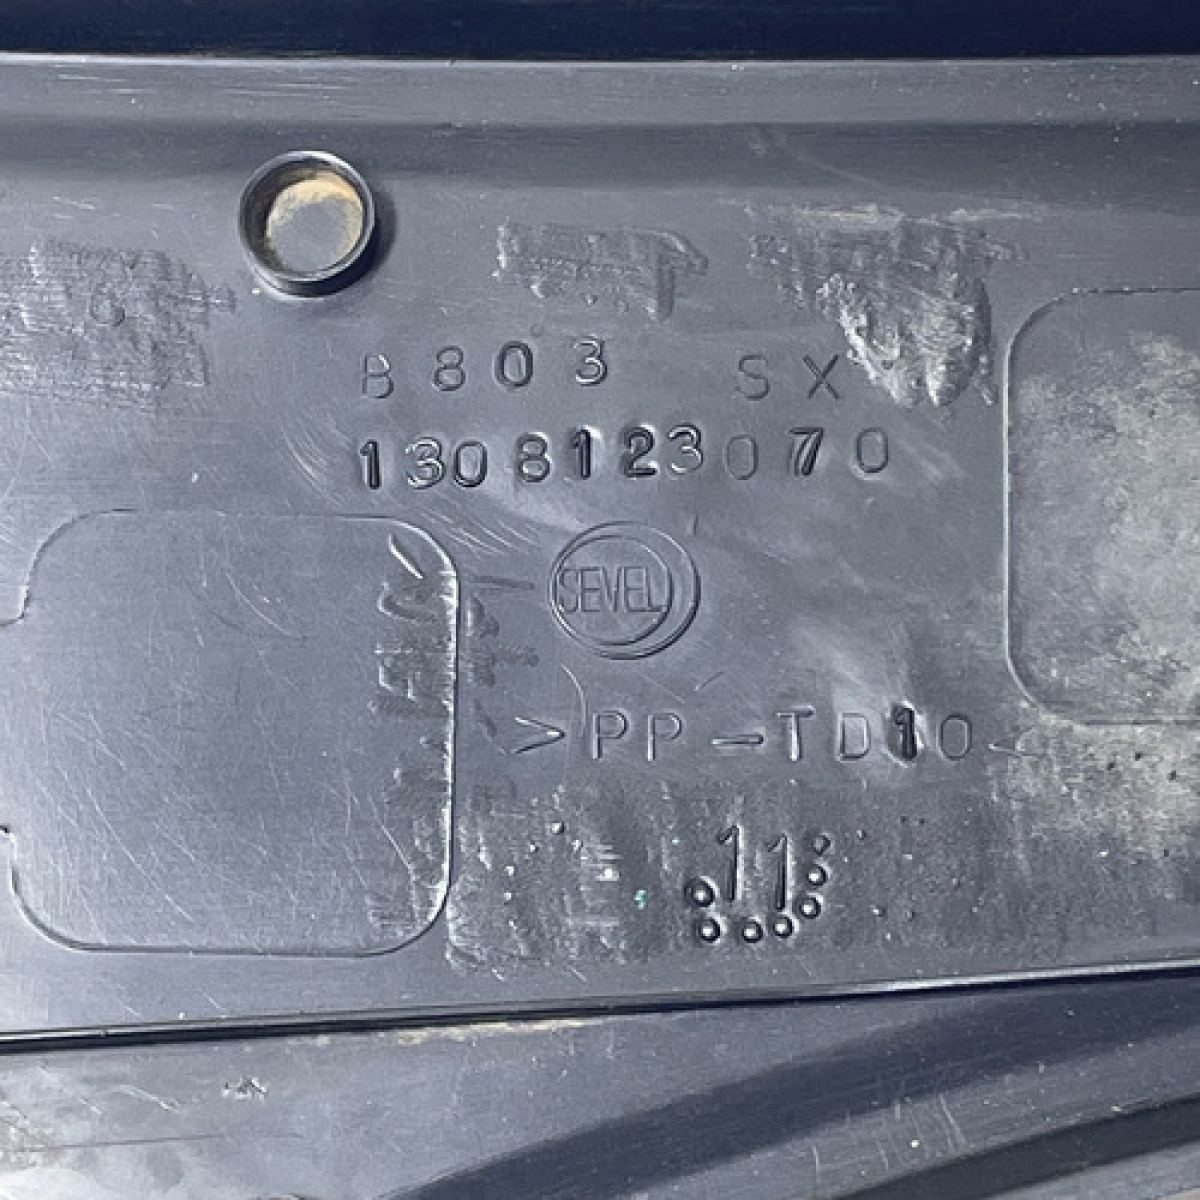 B803 SX
1308123070
SEVEL
>PP-TD10
11